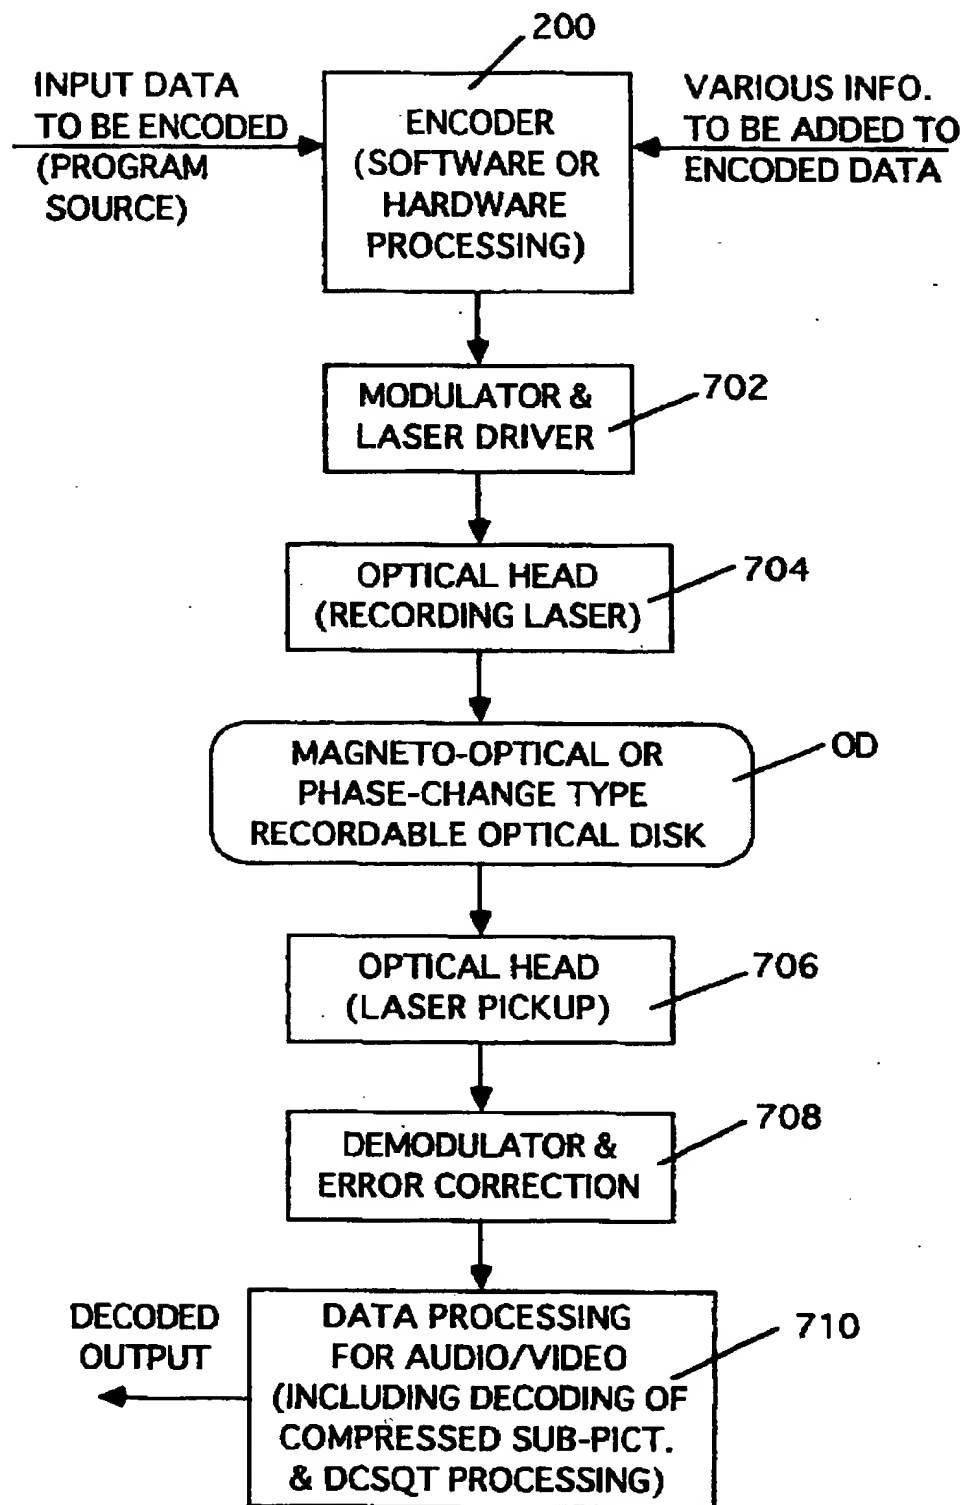 200
INPUT DATA
TO BE ENCODED
(PROGRAM
SOURCE)
ENCODER
(SOFTWARE OR
HARDWARE
PROCESSING)
VARIOUS INFO.
TO BE ADDED TO
ENCODED DATA
MODULATOR &
LASER DRIVER
702
OPTICAL HEAD
(RECORDING LASER)
704
MAGNETO-OPTICAL OR
PHASE-CHANGE TYPE
RECORDABLE OPTICAL DISK
OD
OPTICAL HEAD
(LASER PICKUP)
706
DEMODULATOR &
ERROR CORRECTION
708
DECODED
OUTPUT
DATA PROCESSING
FOR AUDIO/VIDEO
(INCLUDING DECODING OF
COMPRESSED SUB-PICT.
& DCSQT PROCESSING)
710